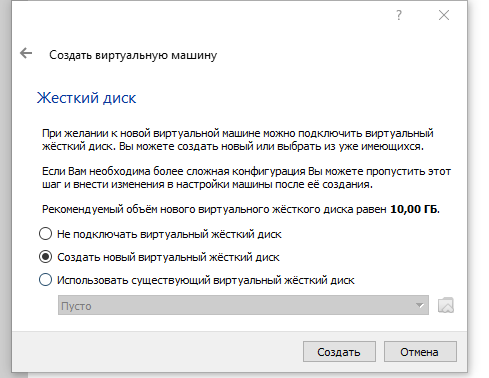 ?
Создать виртуальную машину
Жесткий диск
При желании к новой виртуальной машине можно подключить виртуальный
жёсткий диск. Вы можете создать новый или выбрать из уже имеющихся.
Если Вам необходима более сложная конфигурация Вы можете пропустить этот
шаг и внести изменения в настройки машины после её создания.
Рекомендуемый объём нового виртуального жёсткого диска равен 10,00 ГБ.
Не подключать виртуальный жёсткий диск
Создать новый виртуальный жёсткий диск
Использовать существующий виртуальный жёсткий диск
Пусто
Создать
Отмена